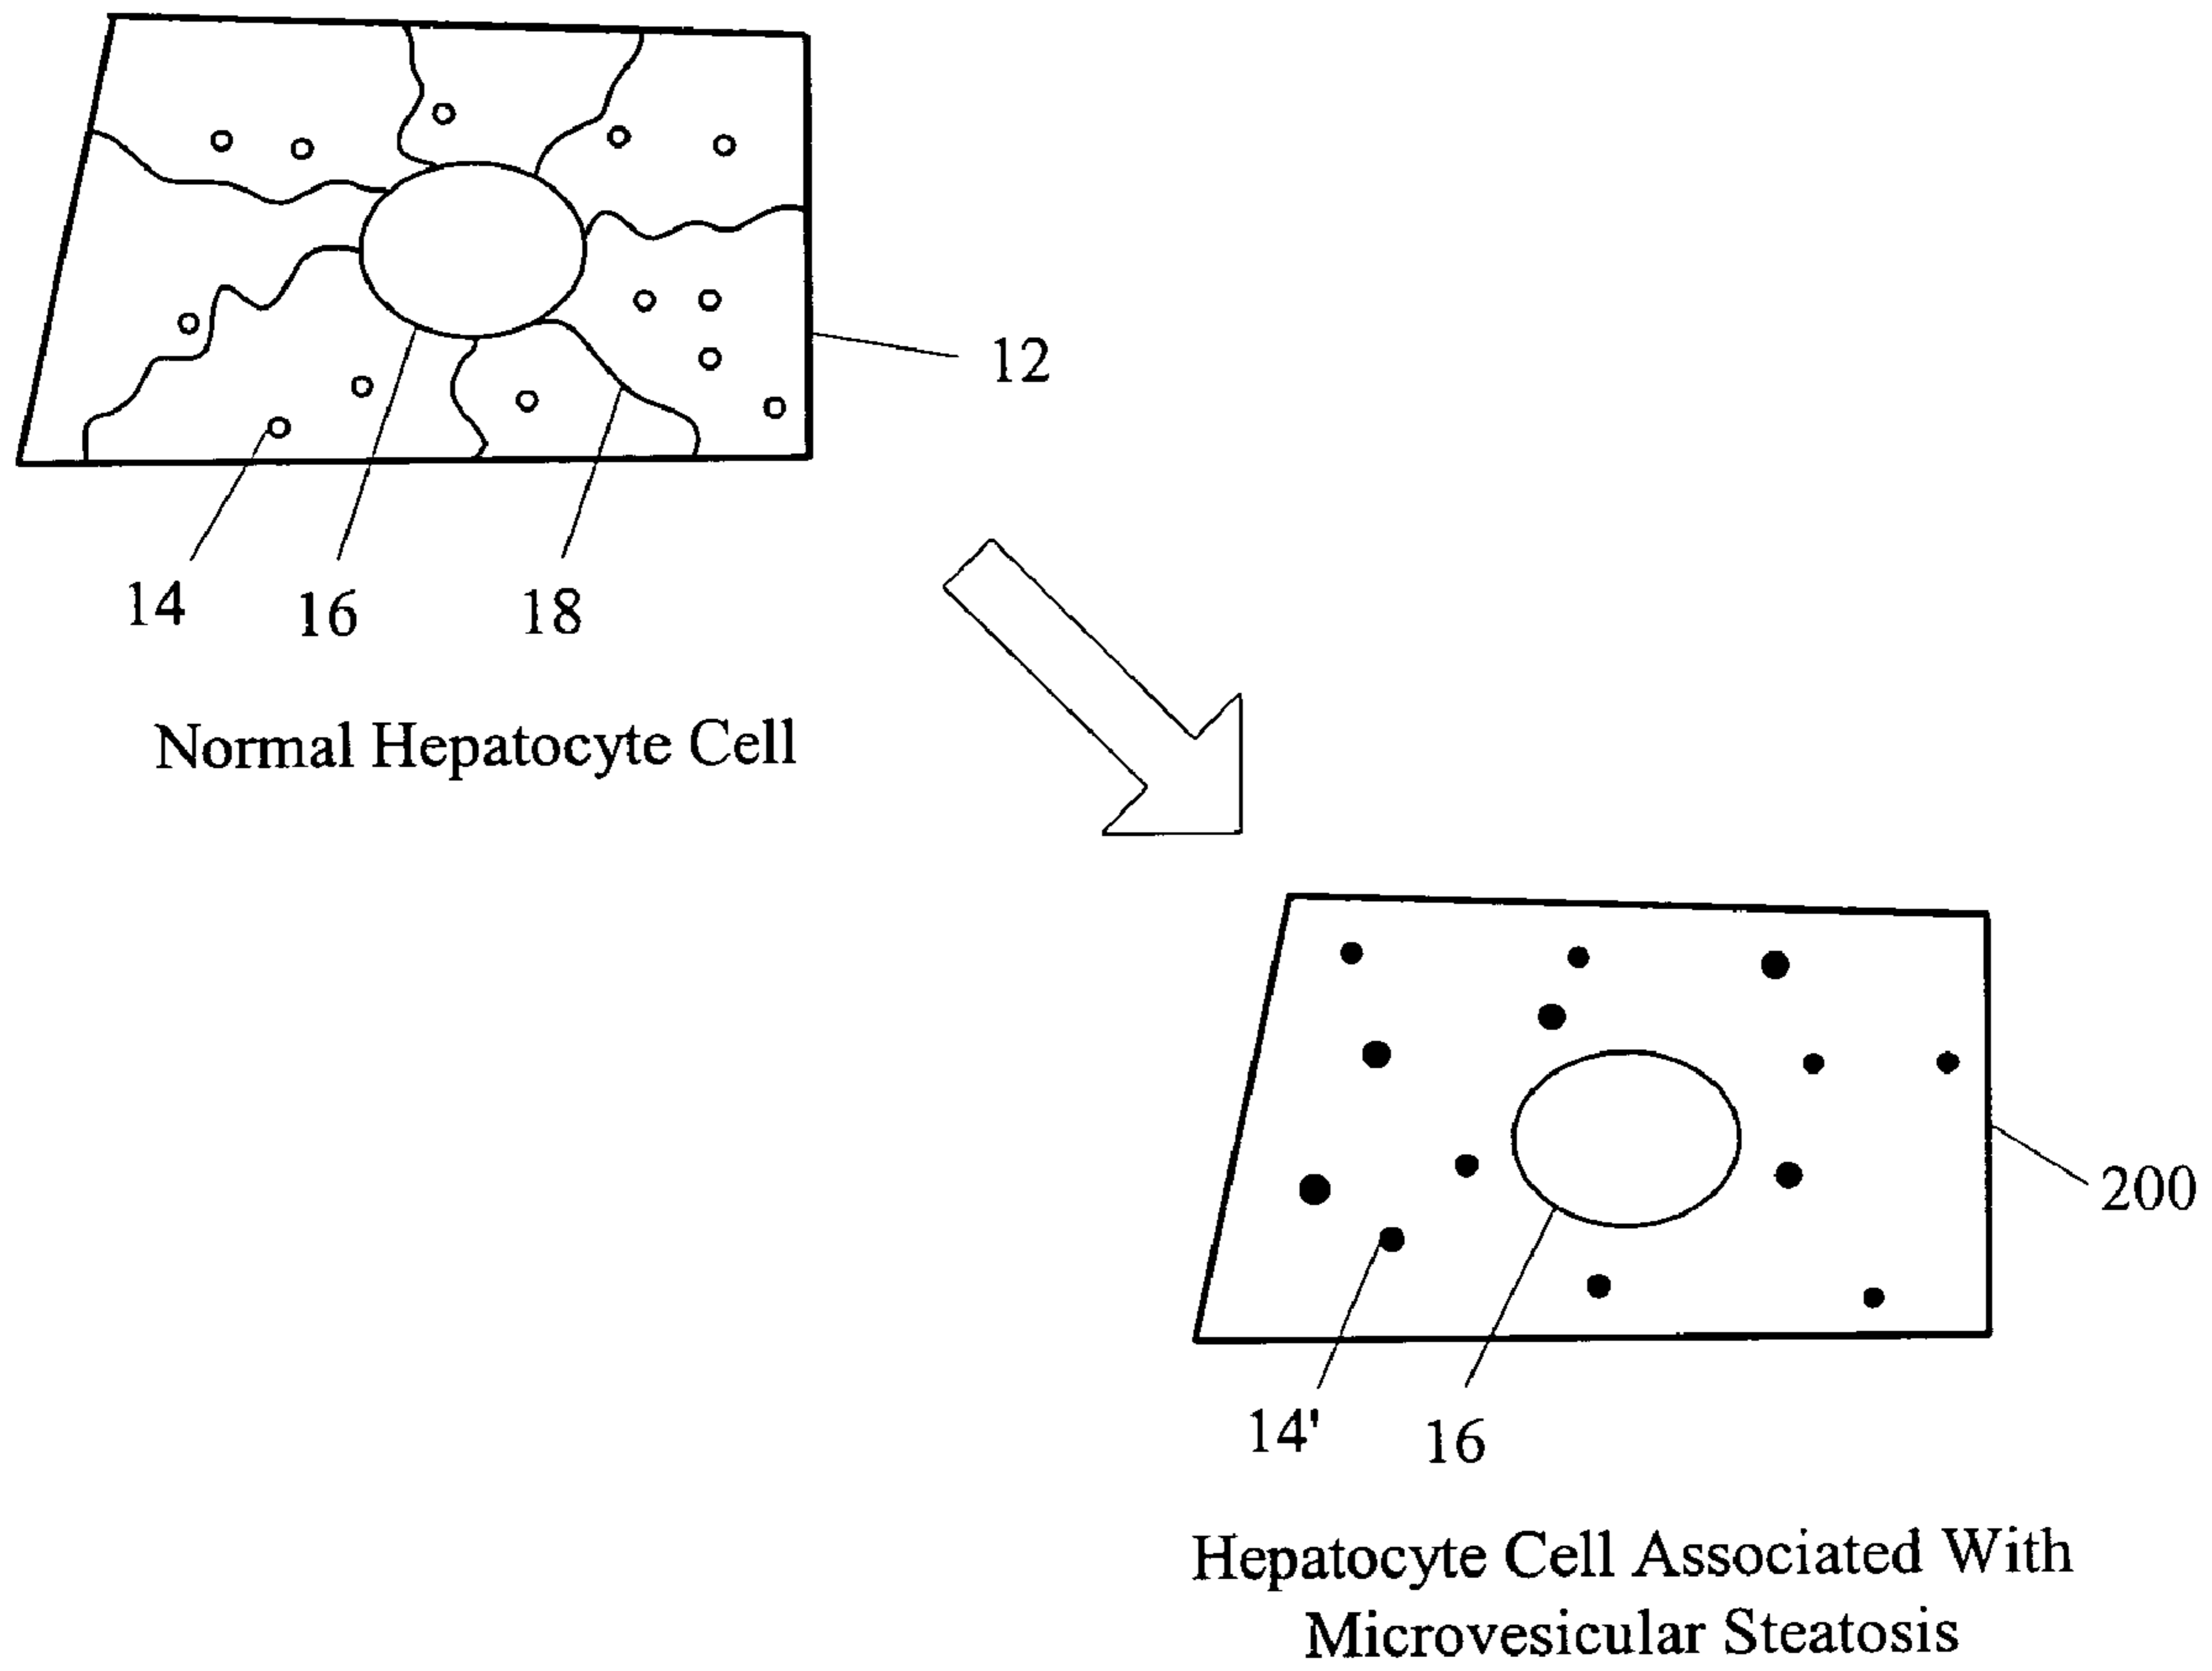 12
14
16
18
Normal Hepatocyte Cell
200
14'
16
Hepatocyte Cell Associated With
Microvesicular Steatosis